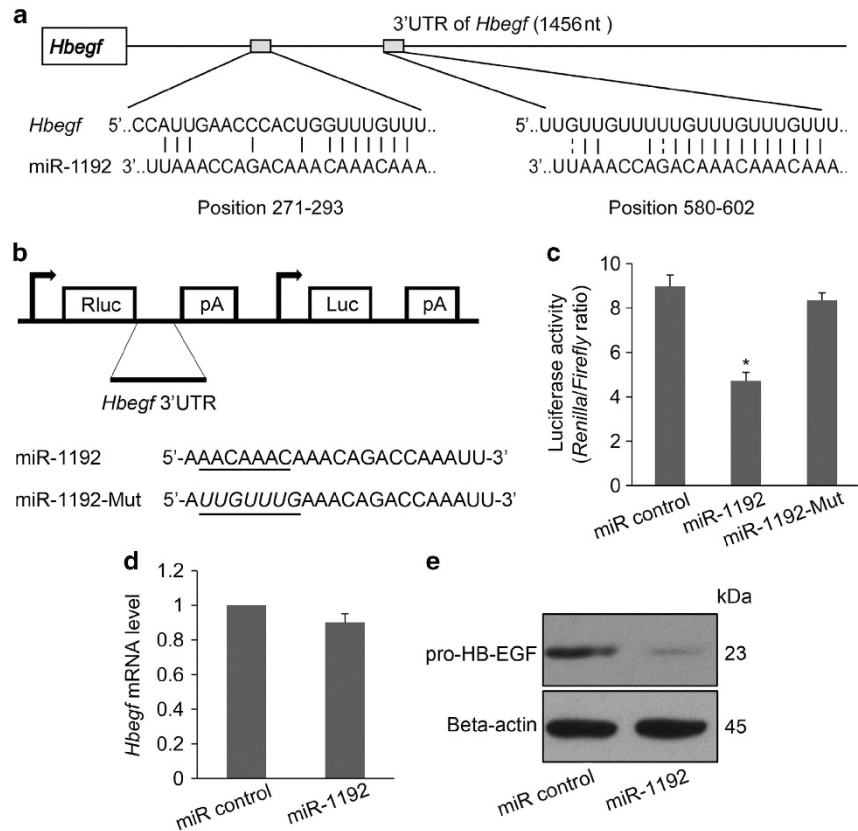 a
3'UTR of Hbegf (1456nt )
Hbegf
Hbegf 5'..CCAUUGAACCCACUGGUUUGUUU.. 5'..UUGUUGUUUUUGUUUGUUUGUUU..
miR-1192 3'..UUAAACCAGACAAACAAACAAA.. 3'..UUAAACCAGACAAACAAACAAA..
Position 271-293 Position 580-602
b
Rluc pA Luc pA
Hbegf 3'UTR
miR-1192 5'-AAACAAACAAACAGACCAAAUU-3'
miR-1192-Mut 5'-AUUGUUUGAAACAGACCAAAUU-3'
c
Luciferase activity
(Renilla/Firefly ratio)
10
8
6
4
2
0
*
miR control miR-1192 miR-1192-Mut
d
Hbegf mRNA level
1.2
1
0.8
0.6
0.4
0.2
0
miR control miR-1192
e
kDa
pro-HB-EGF 23
Beta-actin 45
miR control miR-1192